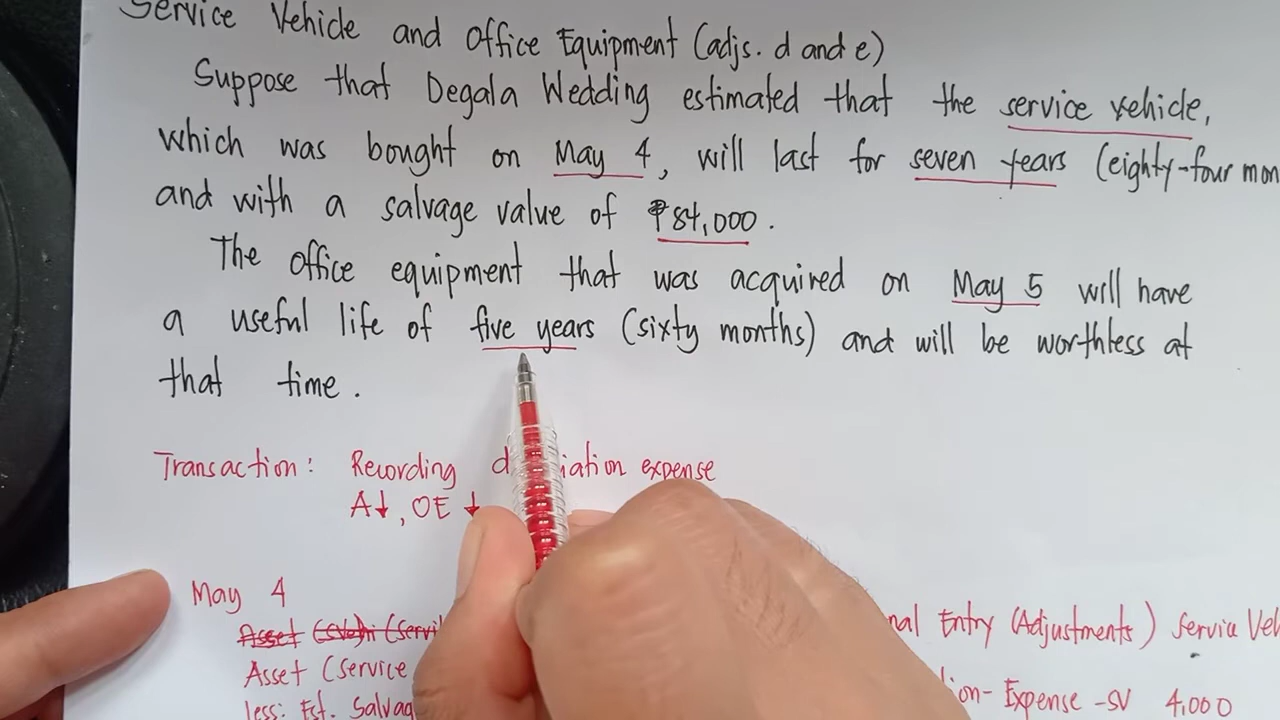 Service Vehicle and Office Equipment (adjs. d and e)
Suppose that Degala Wedding estimated that the service vehicle,
which was bought on May 4, will last for seven years (eighty-four mon
and with a salvage value of ₱84,000.
The office equipment that was acquired on May 5 will have
a useful life of five years (sixty months) and will be worthless at
that time.
Transaction: Recording d iation expense
A↓, OE ↓
May 4
Asset (Servi
Asset (Service
nal Entry (Adjustments) Service Veh
less: Est. Salvag
tion- Expense -SV 4,000